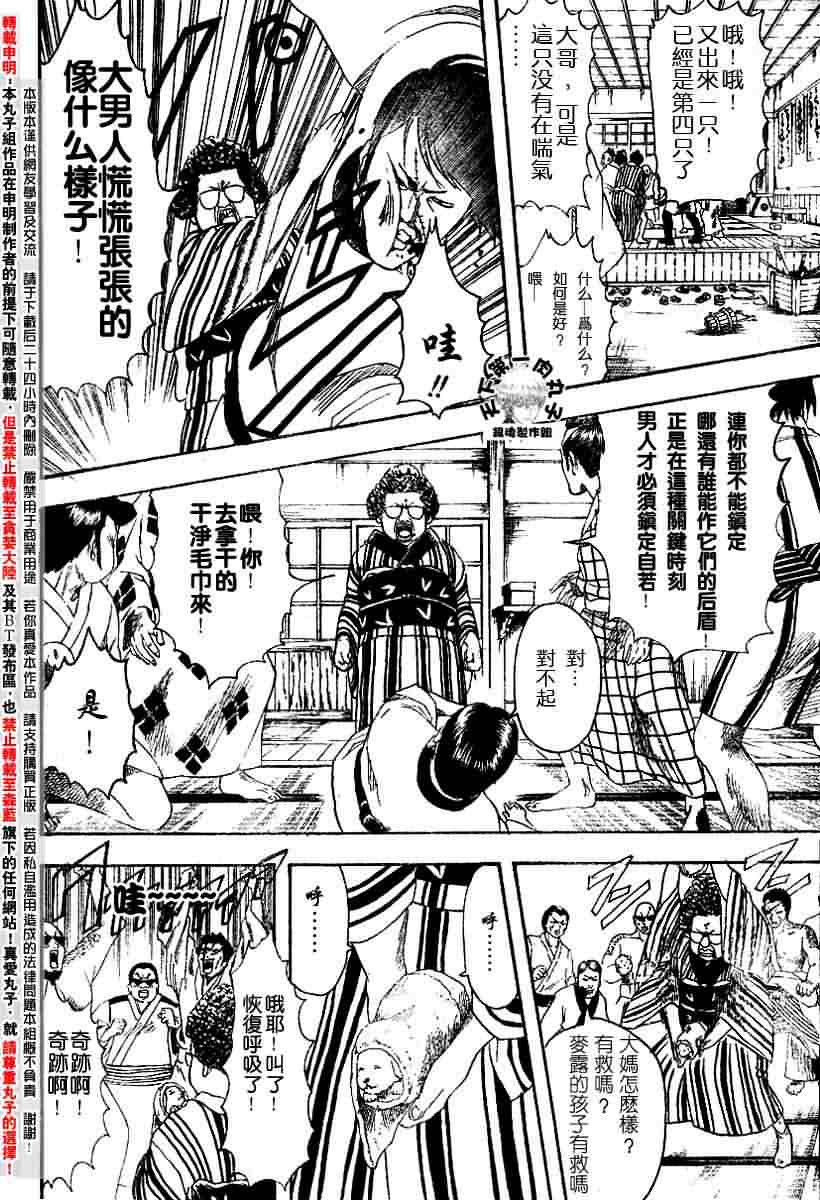 哦！哦！
又出來一只！
已經是第四只了
大哥，可是
這只没有在喘氣
……
什么—爲什么？
如何是好？
喂—
哇!!
大男人慌慌張張的
像什么樣子！
天下第一肉丸子
連你都不能鎮定
哪還有誰能作它們的后盾！
正是在這種關鍵時刻
男人才必須鎮定自若！
對…
對不起
喂！你！
去拿干的
干淨毛巾來！
是！
大媽怎麽樣？
有救嗎？
麥露的孩子有救嗎
呼……
呼……
哇~~~~~
哦耶！叫了！
恢復呼吸了！
奇跡啊！
奇跡啊！
本版本僅供網友學習及交流　請于下載后二十四小時內刪除　嚴禁用于商業用途　若你真愛本作品　請支持購買正版　若因私自濫用造成的法律問題本組概不負責　謝謝！
轉載申明，本丸子組作品在申明制作者的前提下可隨意轉載，但是禁止轉載至貪婪大陸及其BT發布區，也禁止轉載至森藍旗下的任何網站！真愛丸子，就請尊重丸子的選擇！